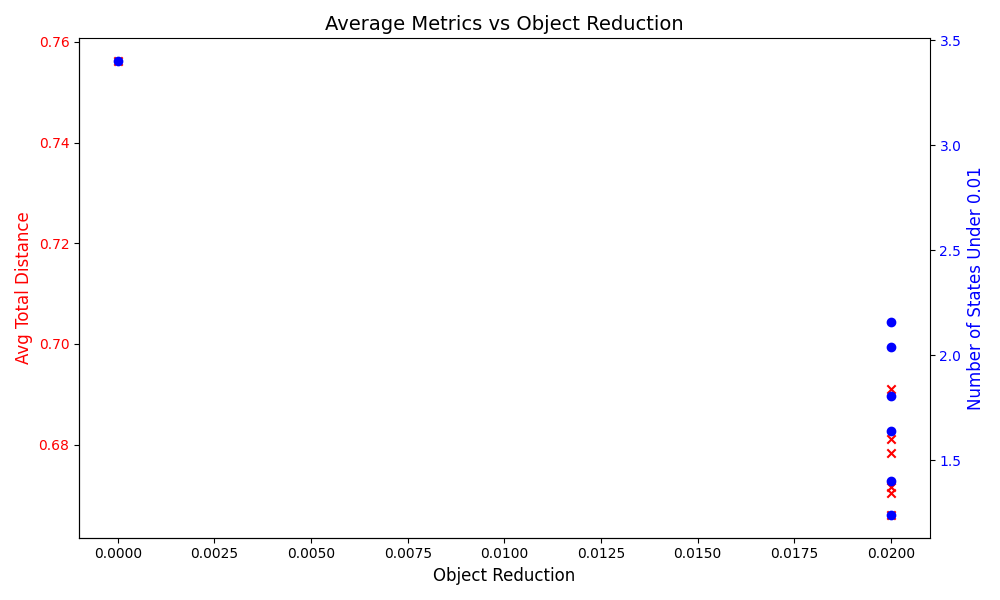 Average Metrics vs Object Reduction
0.76
0.74
0.72
0.70
0.68
Avg Total Distance
3.5
3.0
2.5
2.0
1.5
Number of States Under 0.01
0.0000 0.0025 0.0050 0.0075 0.0100 0.0125 0.0150 0.0175 0.0200
Object Reduction